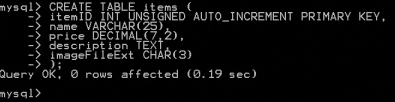 mysql> CREATE TABLE items (
-> itemID INT UNSIGNED AUTO_INCREMENT PRIMARY KEY,
-> name VARCHAR(25),
-> price DECIMAL(7,2),
-> description TEXT,
-> imageFileExt CHAR(3)
-> );
Query OK, 0 rows affected (0.19 sec)
mysql>